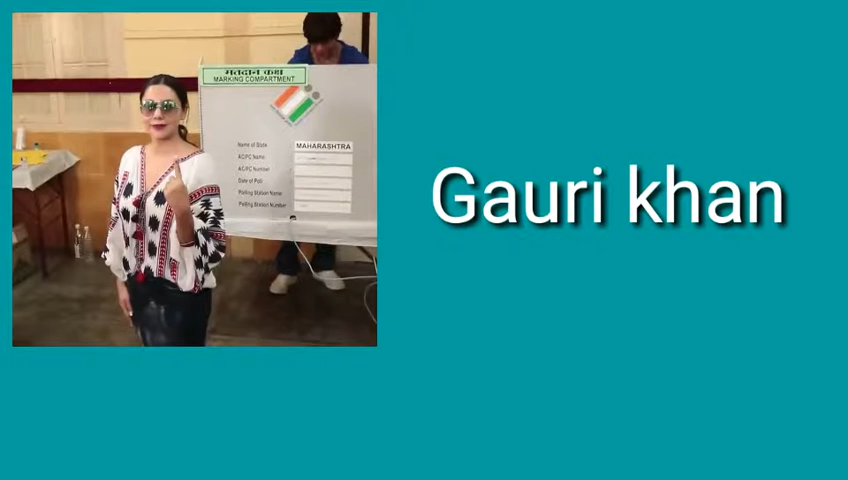 मतदान कक्ष
MARKING COMPARTMENT
Name of State MAHARASHTRA
AC/PC Name
AC/PC Number
Date of Poll
Polling Station Name
Polling Station Number
Gauri khan